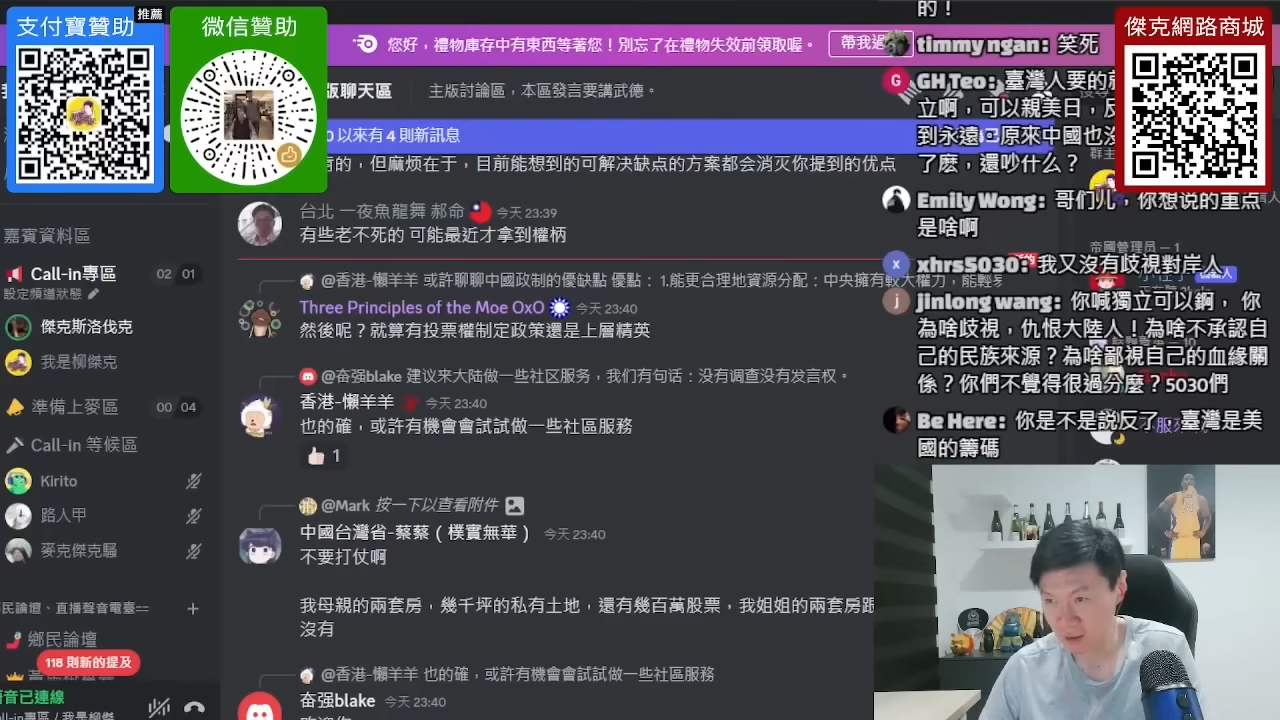 支付寶贊助
推薦
微信贊助
傑克網路商城
您好，禮物庫存中有東西等著您！別忘了在禮物失效前領取喔。
帶我過
版聊天區
主版討論區，本區發言要講武德。
以來有 4 則新訊息
的，但麻烦在于，目前能想到的可解决缺点的方案都会消灭你提到的优点
台北 一夜魚龍舞 郝命 今天 23:39
有些老不死的 可能最近才拿到權柄
@香港-懶羊羊 或許聊聊中國政制的優缺點 優點： 1.能更合理地資源分配：中央擁有較大權力，能輕易
Three Principles of the Moe OxO 今天 23:40
然後呢？就算有投票權制定政策還是上層精英
@奋强blake 建议来大陆做一些社区服务，我们有句话：没有调查没有发言权。
香港-懶羊羊 今天 23:40
也的確，或許有機會會試試做一些社區服務
1
@Mark 按一下以查看附件
中國台灣省-蔡蔡（樸實無華） 今天 23:40
不要打仗啊
我母親的兩套房，幾千坪的私有土地，還有幾百萬股票，我姐姐的兩套房跟
沒有
@香港-懶羊羊 也的確，或許有機會會試試做一些社區服務
奋强blake 今天 23:40
嘉賓資料區
Call-in專區 02 01
設定頻道狀態
傑克斯洛伐克
我是柳傑克
準備上麥區 00 04
Call-in 等候區
Kirito
路人甲
麥克傑克騷
民論壇、直播聲音電臺==
鄉民論壇
118 則新的提及
音已連線
ll-in專區 / 我是柳傑
的！
timmy ngan: 笑死
GH Teo: 臺灣人要的
立啊，可以親美日，反
到永遠。原來中國也沒
了麽，還吵什么？
Emily Wong: 哥们儿，你想说的重点
是啥啊
帝國管理员 — 1
xhrs5030: 我又沒有歧視對岸人
機器人
jinlong wang: 你喊獨立可以啊， 你
為啥歧視，仇恨大陸人！為啥不承認自
己的民族來源？為啥鄙視自己的血緣關
係？你們不覺得很過分麼？5030們
Be Here: 你是不是説反了，臺灣是美
國的籌碼